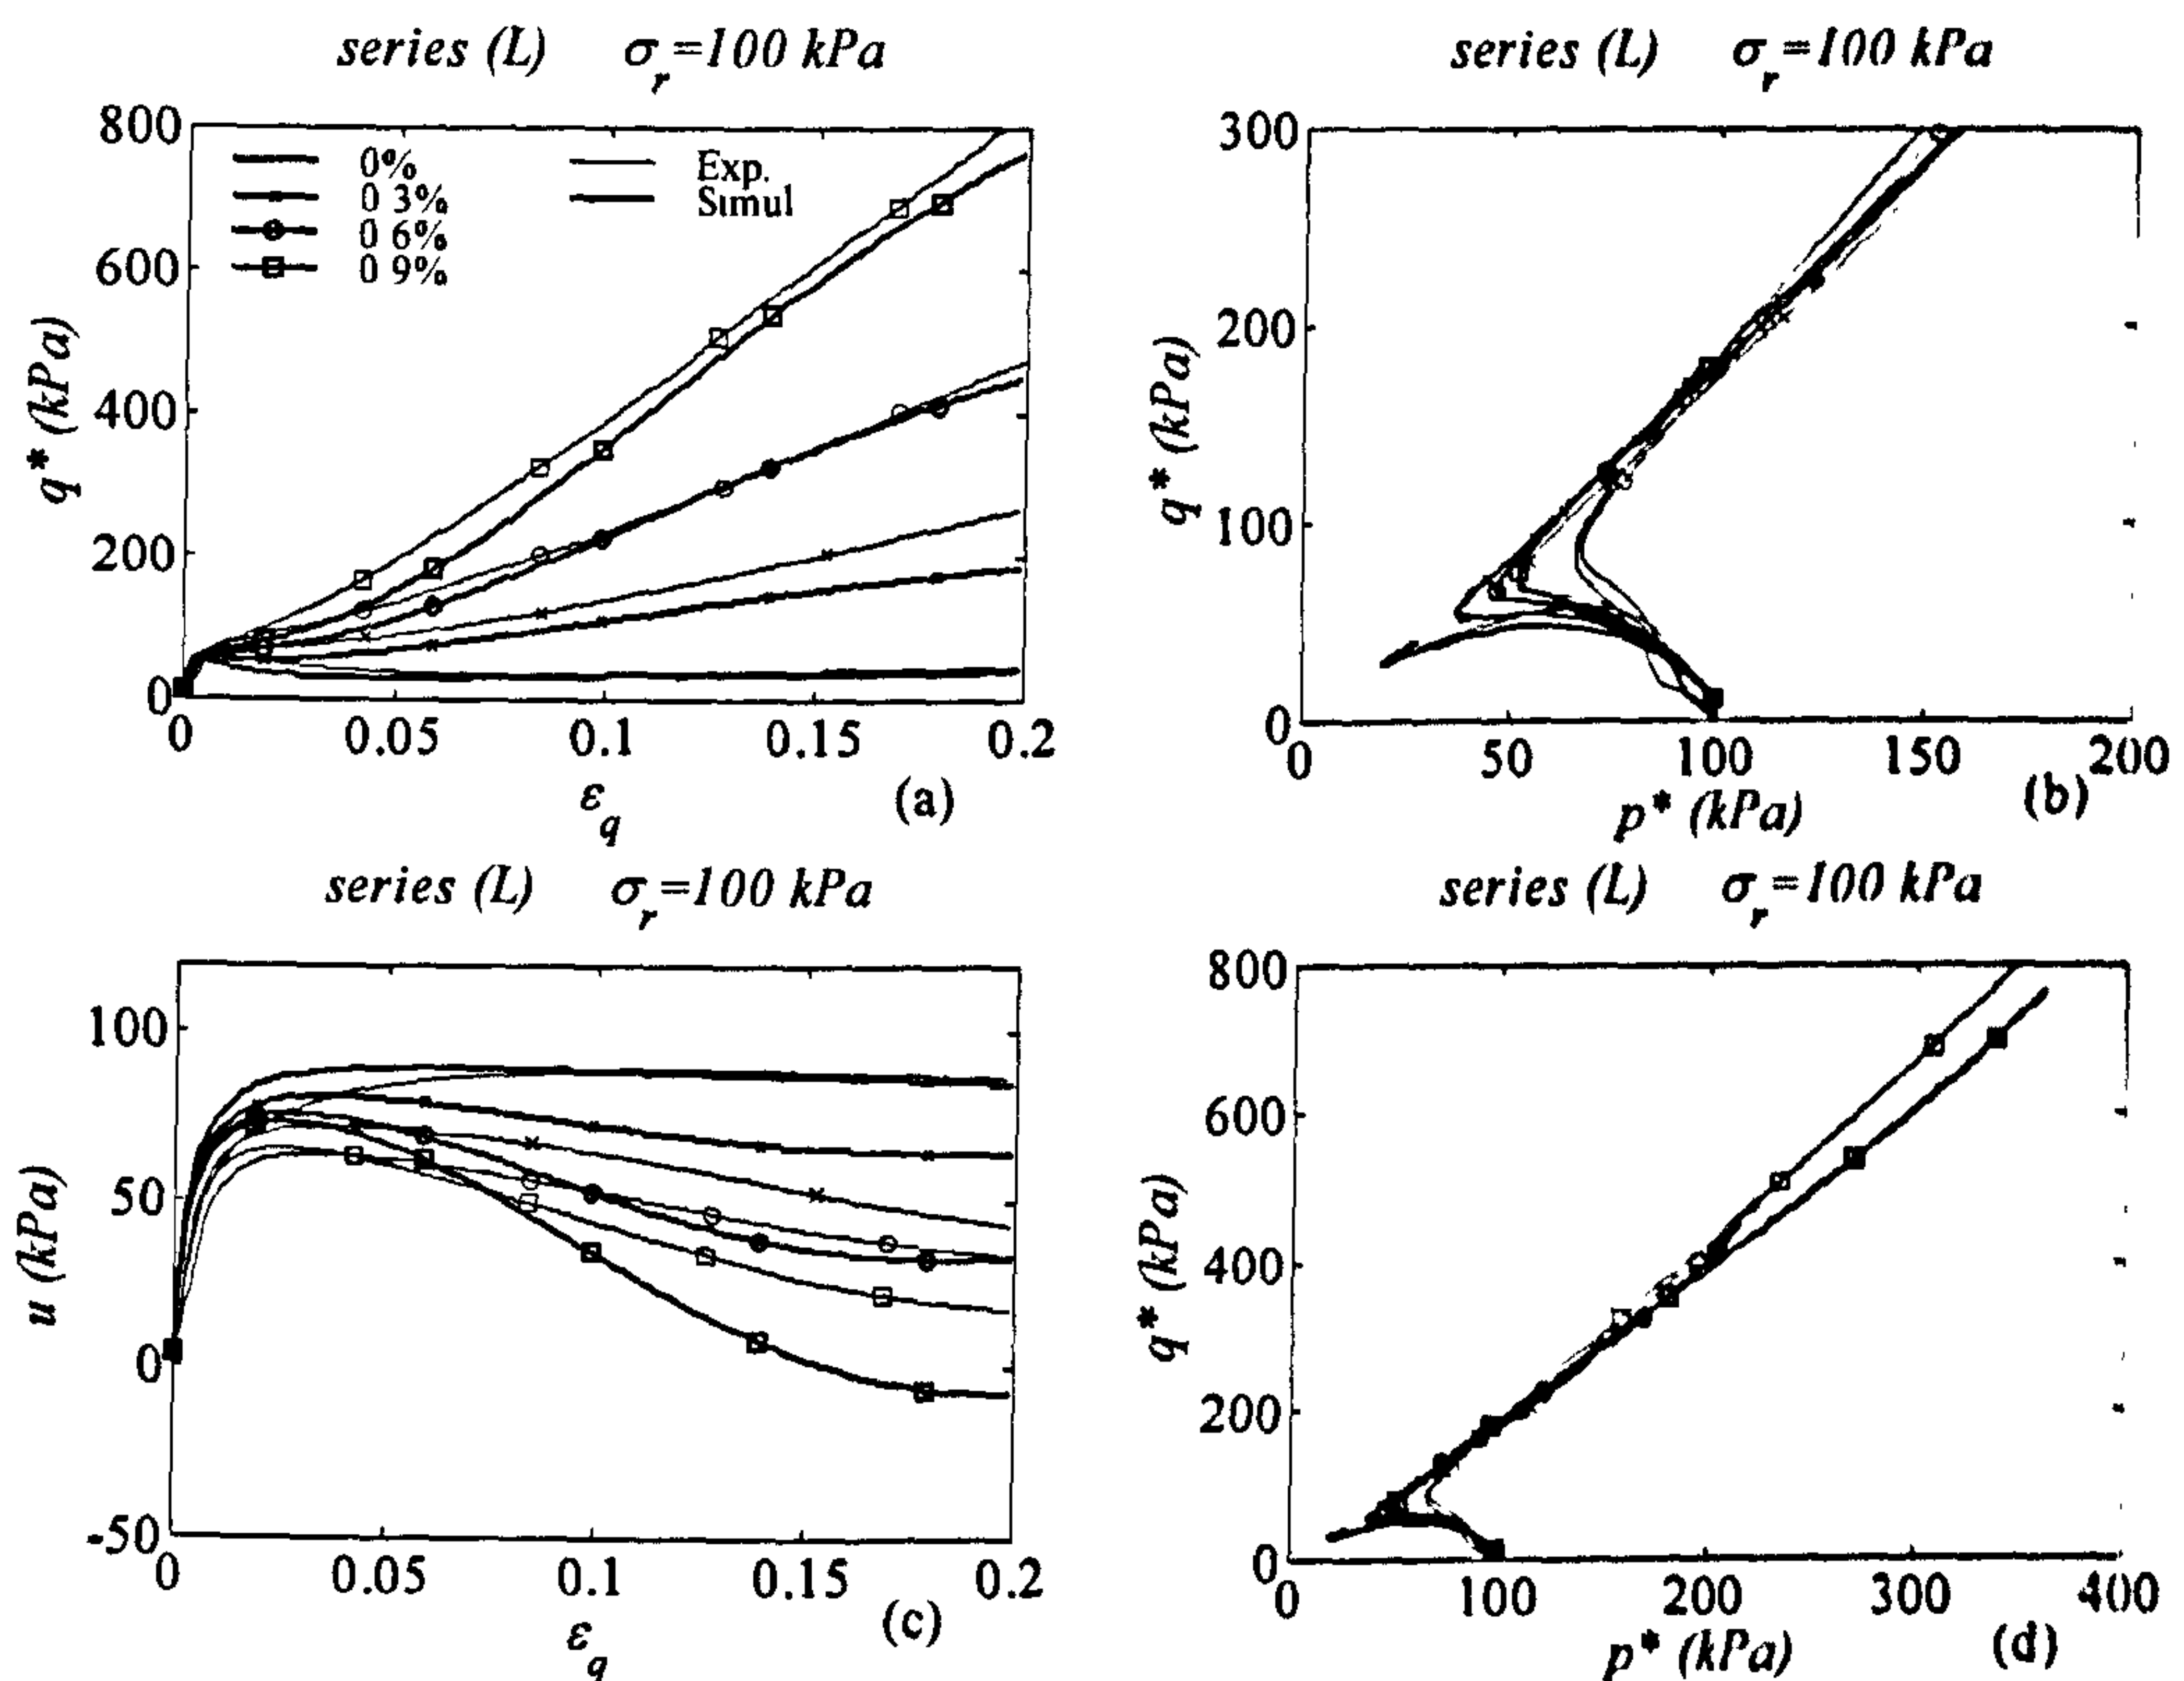 series (L) σr=100 kPa
800
600
400
200
0
0%
0 3%
0 6%
0 9%
Exp.
Simul
q* (kPa)
0 0.05 0.1 0.15 0.2
εq
(a)
series (L) σr=100 kPa
300
200
100
0
q* (kPa)
0 50 100 150 200
p* (kPa)
(b)
series (L) σr=100 kPa
100
50
0
-50
u (kPa)
0 0.05 0.1 0.15 0.2
εq
(c)
series (L) σr=100 kPa
800
600
400
200
0
q* (kPa)
0 100 200 300 400
p* (kPa)
(d)